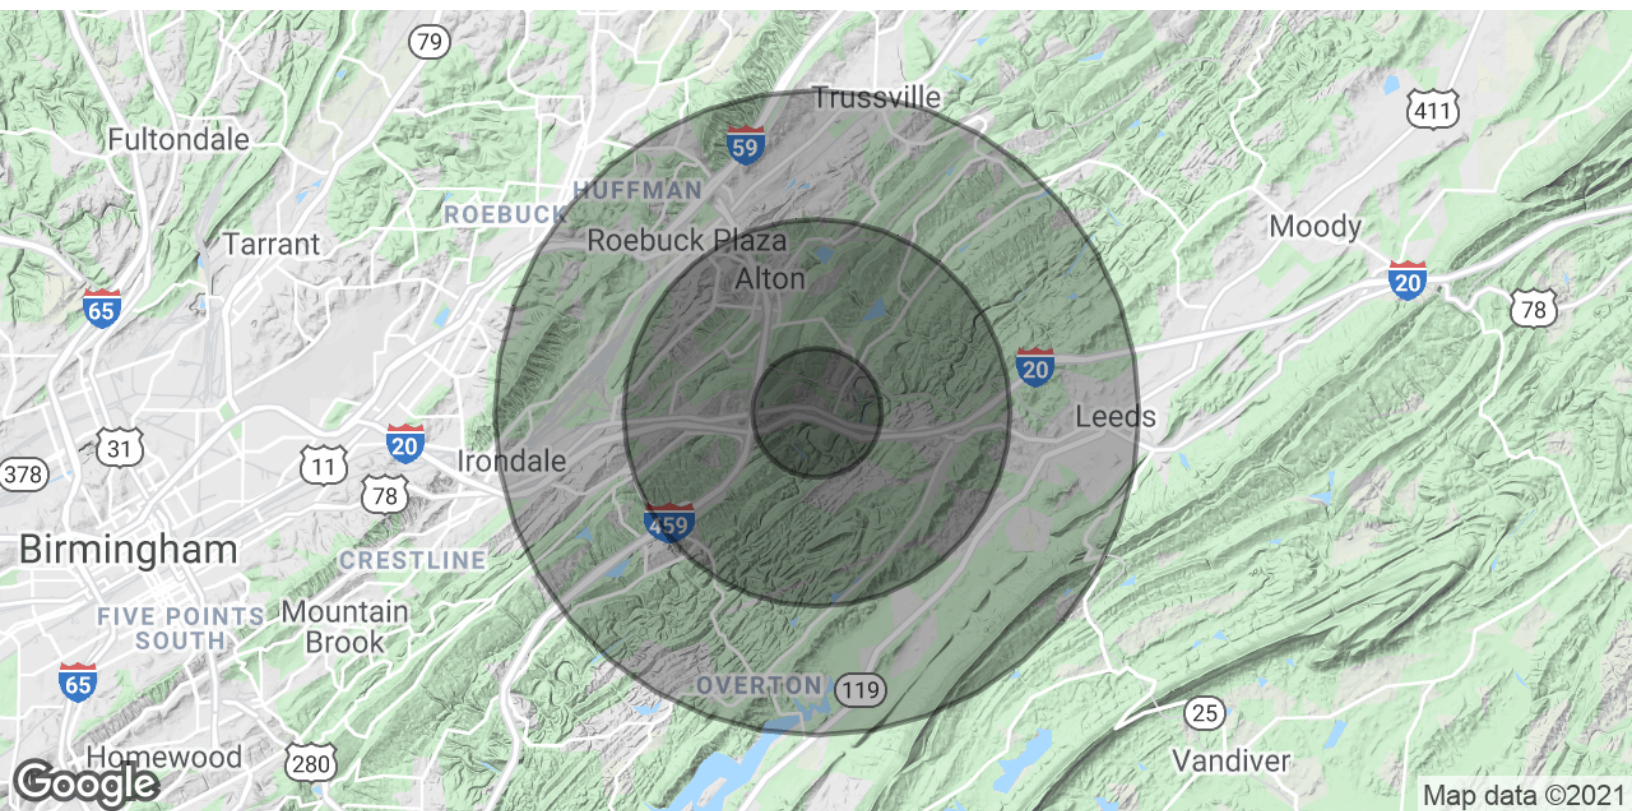 79
Trussville
411
Fultondale
59
HUFFMAN
ROEBUCK
Moody
Tarrant
Roebuck Plaza
Alton
20
65
78
20
Leeds
31
20
Irondale
11
378
78
459
Birmingham
CRESTLINE
FIVE POINTS
SOUTH
Mountain
Brook
65
OVERTON
119
25
Homewood
280
Vandiver
Google
Map data ©2021